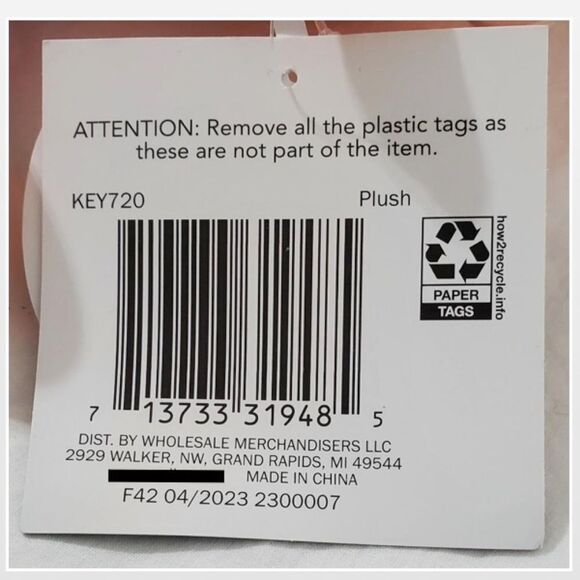 ATTENTION: Remove all the plastic tags as
these are not part of the item.
KEY720
Plush
how2recycle.info
PAPER
TAGS
7 13733 31948 5
DIST. BY WHOLESALE MERCHANDISERS LLC
2929 WALKER, NW, GRAND RAPIDS, MI 49544
MADE IN CHINA
F42 04/2023 2300007